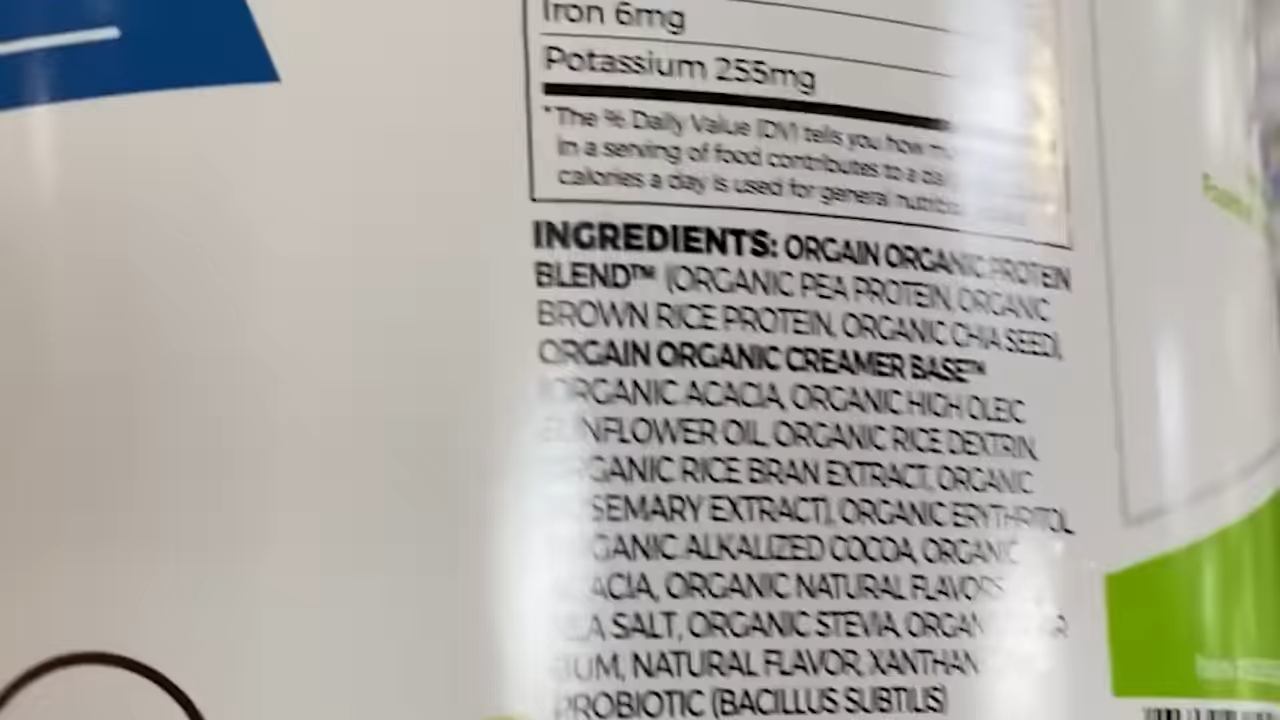 Iron 6mg
Potassium 255mg
*The % Daily Value (DV) tells you how
in a serving of food contributes to a
calories a day is used for general
INGREDIENTS: ORGAIN ORGANIC PROTEIN
BLEND™ (ORGANIC PEA PROTEIN, ORGANIC
BROWN RICE PROTEIN, ORGANIC CHIA SEED),
ORGAIN ORGANIC CREAMER BASE™
ORGANIC ACACIA, ORGANIC HIGH OLEIC
SUNFLOWER OIL, ORGANIC RICE DEXTRIN,
ORGANIC RICE BRAN EXTRACT, ORGANIC
ROSEMARY EXTRACT), ORGANIC ERYTHRITOL,
ORGANIC ALKALIZED COCOA, ORGANIC
ACACIA, ORGANIC NATURAL FLAVORS,
SEA SALT, ORGANIC STEVIA,
NATURAL FLAVOR, XANTHAN
PROBIOTIC (BACILLUS SUBTILIS)